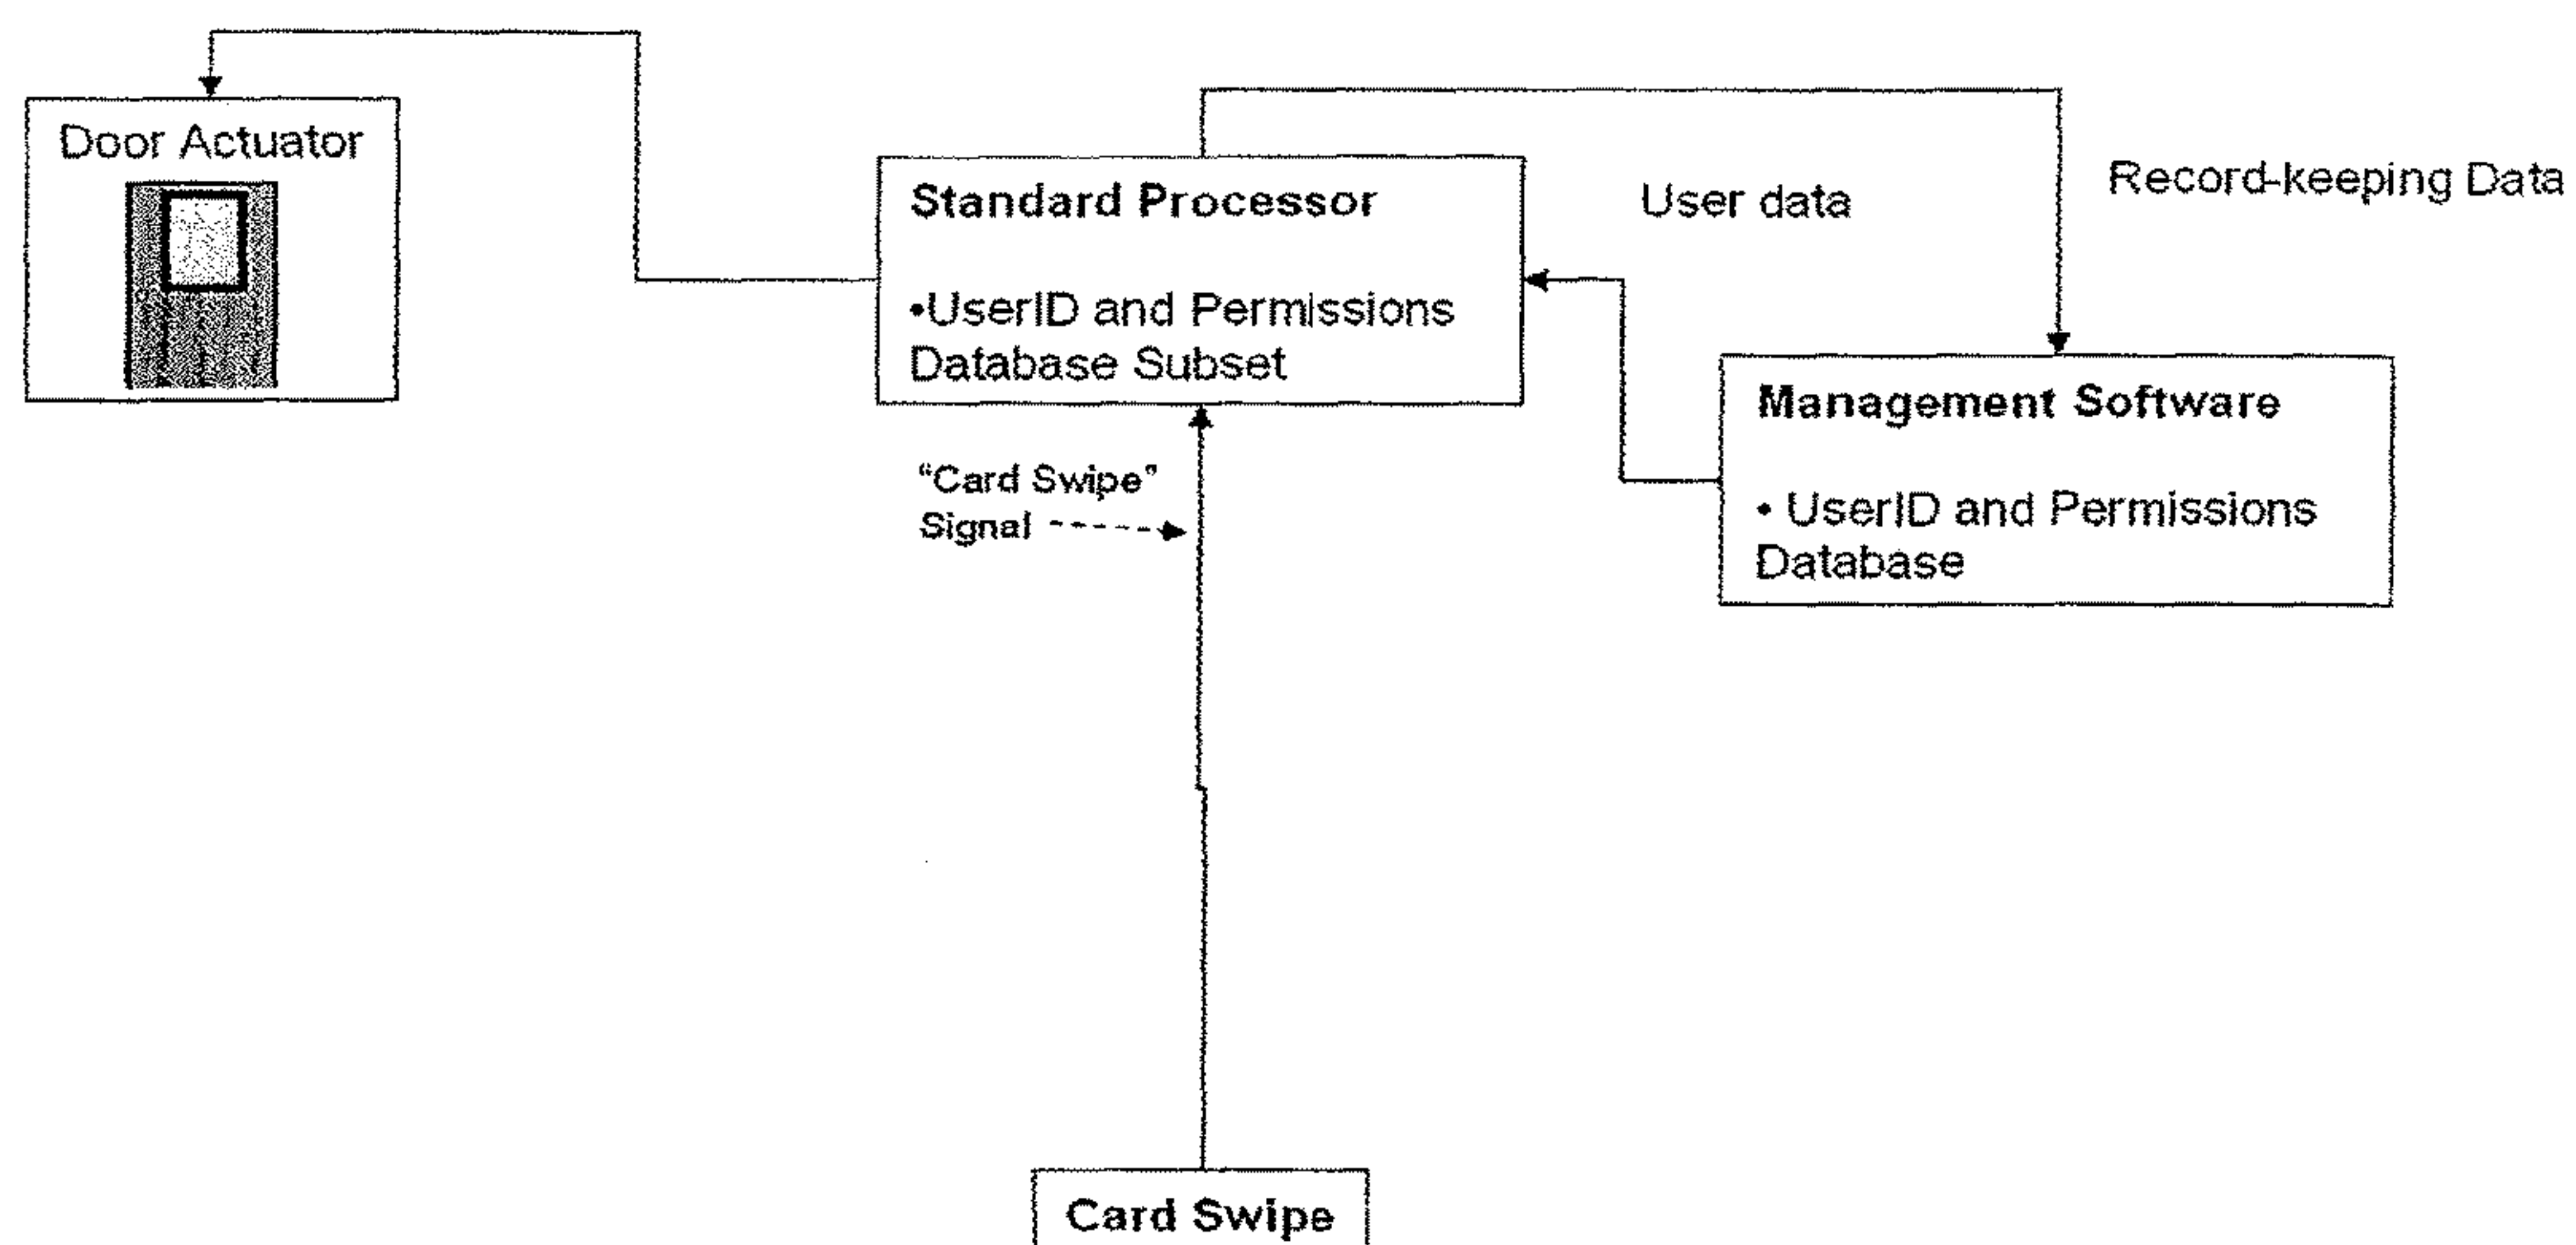 Door Actuator
Standard Processor
•UserID and Permissions
Database Subset
User data
Record-keeping Data
Management Software
• UserID and Permissions
Database
“Card Swipe”
Signal
Card Swipe